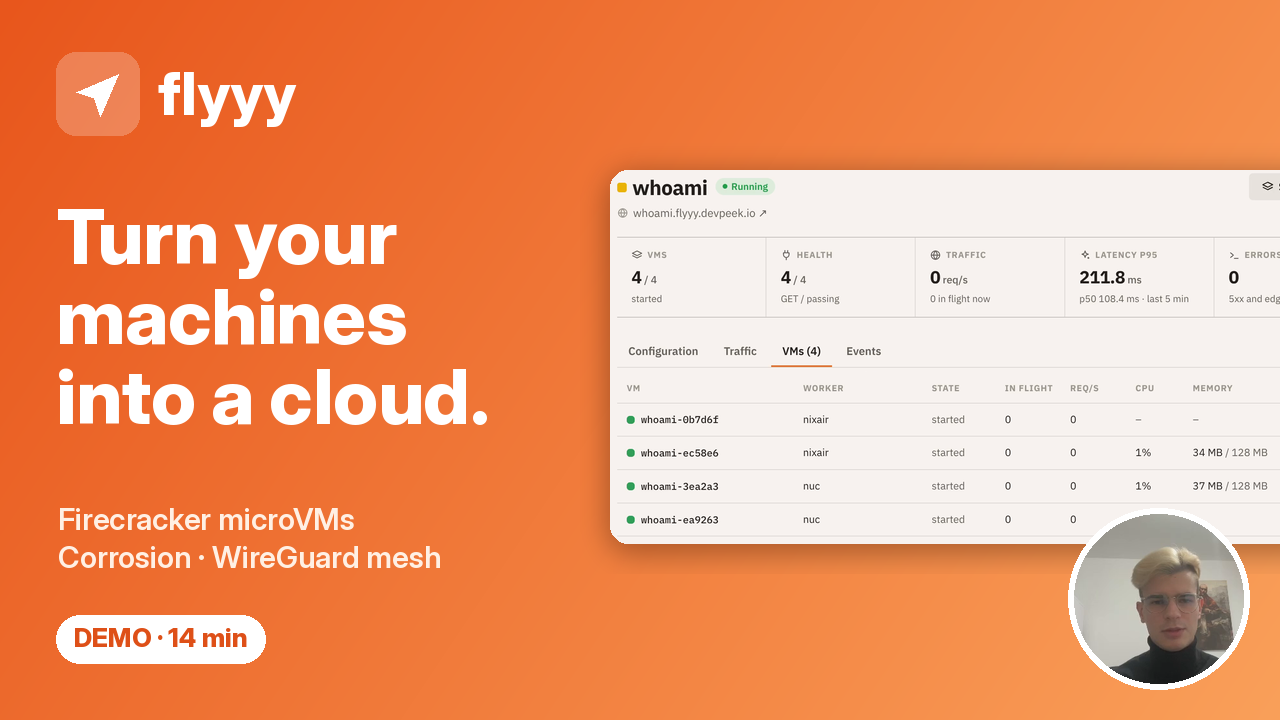 flyyy
Turn your
machines
into a cloud.
Firecracker microVMs
Corrosion · WireGuard mesh
DEMO · 14 min
whoami Running
whoami.flyyy.devpeek.io ↗
VMS HEALTH TRAFFIC LATENCY P95 ERRORS
4 / 4 4 / 4 0 req/s 211.8 ms 0
started GET / passing 0 in flight now p50 108.4 ms · last 5 min 5xx and edg
Configuration Traffic VMs (4) Events
VM WORKER STATE IN FLIGHT REQ/S CPU MEMORY
whoami-0b7d6f nixair started 0 0 – –
whoami-ec58e6 nixair started 0 0 1% 34 MB / 128 MB
whoami-3ea2a3 nuc started 0 0 1% 37 MB / 128 MB
whoami-ea9263 nuc started 0 0